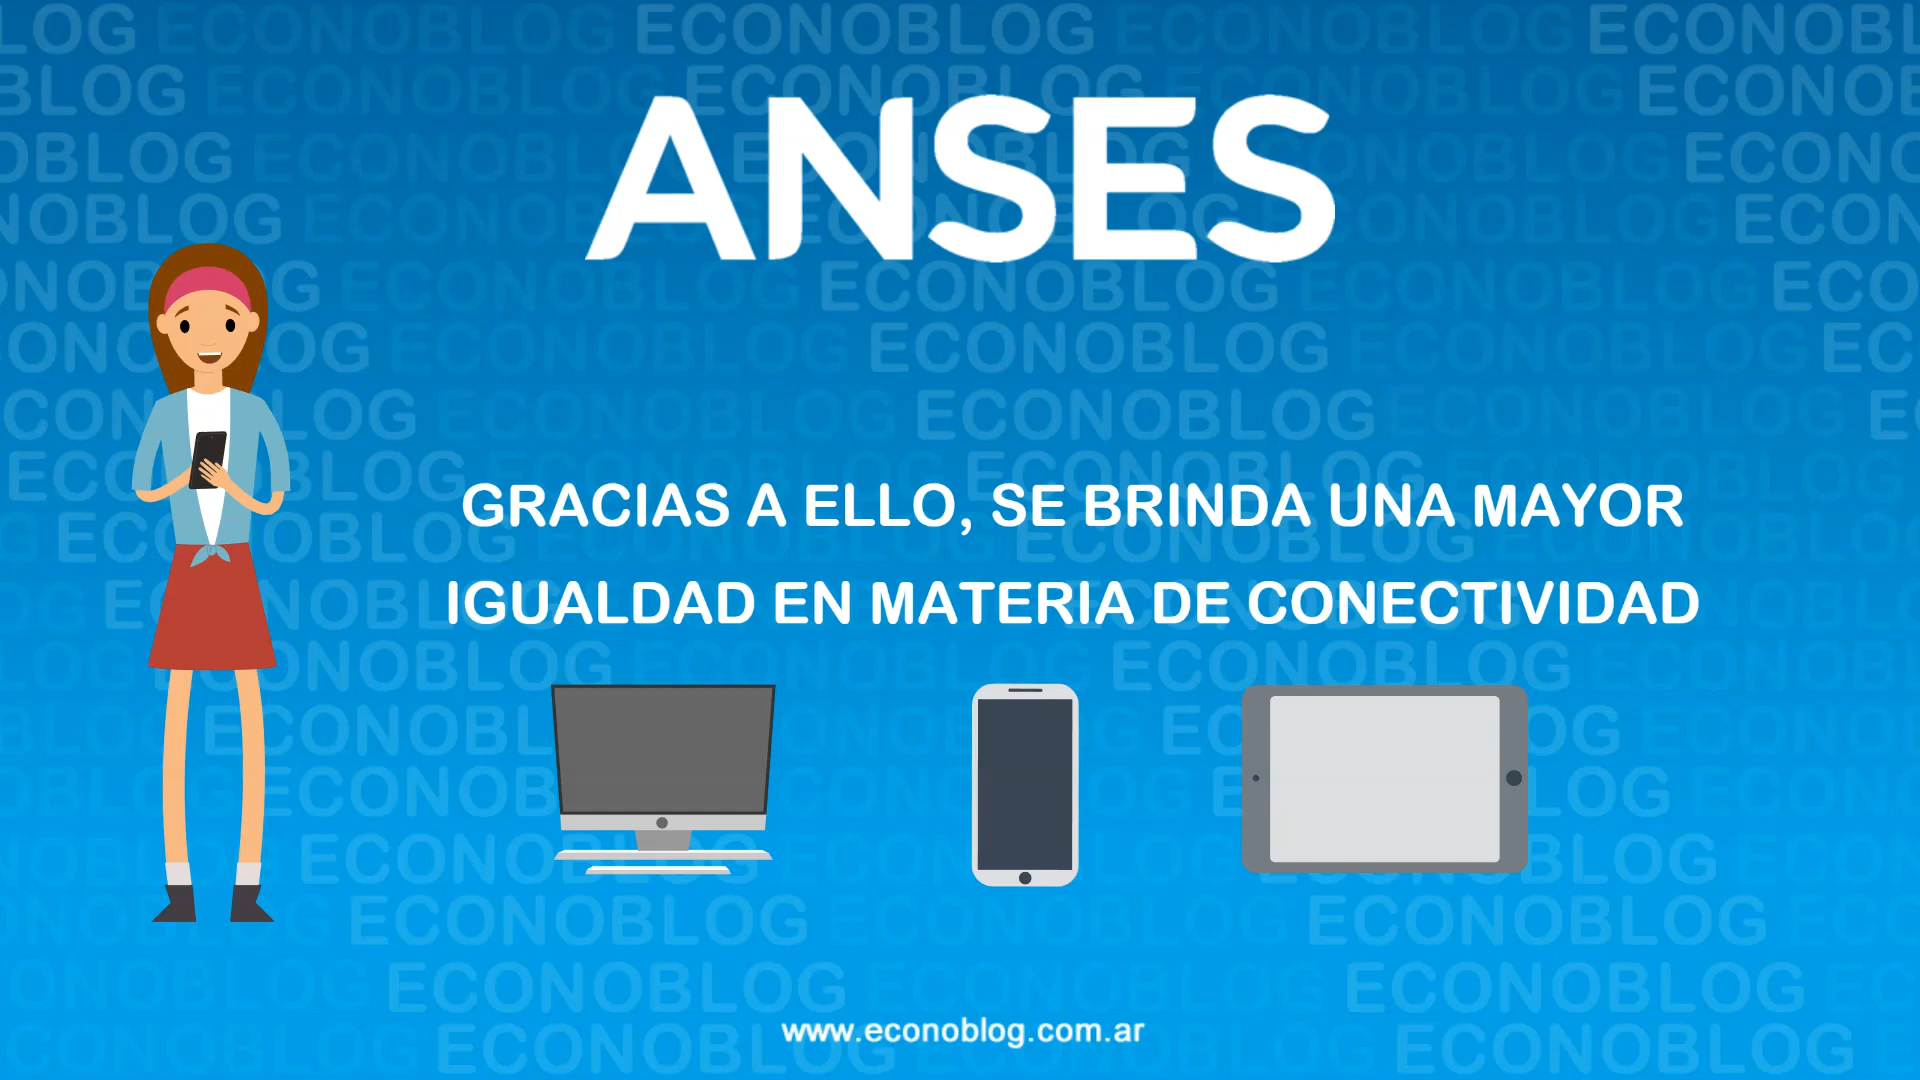 ANSES
GRACIAS A ELLO, SE BRINDA UNA MAYOR
IGUALDAD EN MATERIA DE CONECTIVIDAD
www.econoblog.com.ar